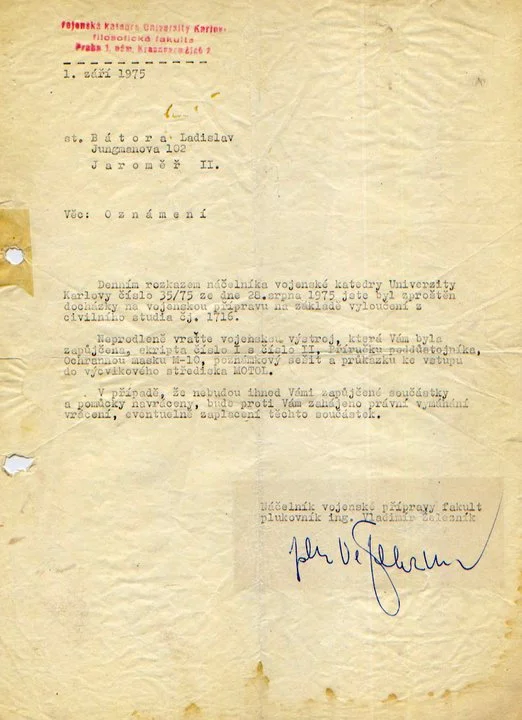 Vojenská katedra University Karlovy
filosofická fakulta
Praha 1, nám. Krasnoarmějců 2
1. září 1975
st. B á t o r a Ladislav
Jungmanova 102
J a r o m ě ř II.
Věc: O z n á m e n í
Denním rozkazem náčelníka vojenské katedry Univerzity
Karlovy číslo 35/75 ze dne 28.srpna 1975 jste byl zproštěn
docházky na vojenskou přípravu na základě vyloučení z
civilního studia čj. 1716.
Neprodleně vraťte vojenskou výstroj, která Vám byla
zapůjčena, skripta číslo I a číslo II, Příručku poddůstojníka,
Ochrannou masku M-10, poznámkový sešit a průkazku ke vstupu
do výcvikového střediska MOTOL.
V případě, že nebudou ihned Vámi zapůjčené součástky
a pomůcky navráceny, bude proti Vám zahájeno právní vymáhání
vrácení, eventuelně zaplacení těchto součástek.
Náčelník vojenské přípravy fakult
plukovník ing. Vladimír Železník